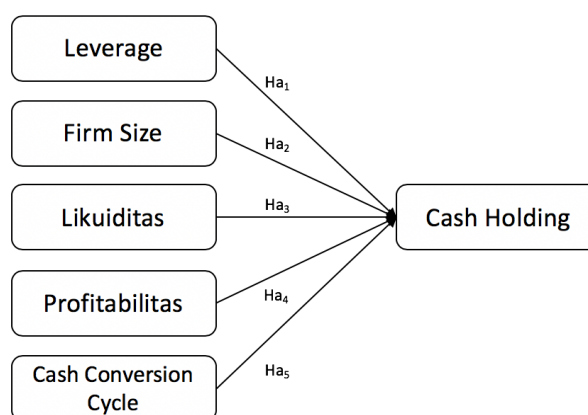 Leverage
Ha₁
Firm Size
Ha₂
Likuiditas
Ha₃
Cash Holding
Profitabilitas
Ha₄
Cash Conversion
Cycle
Ha₅